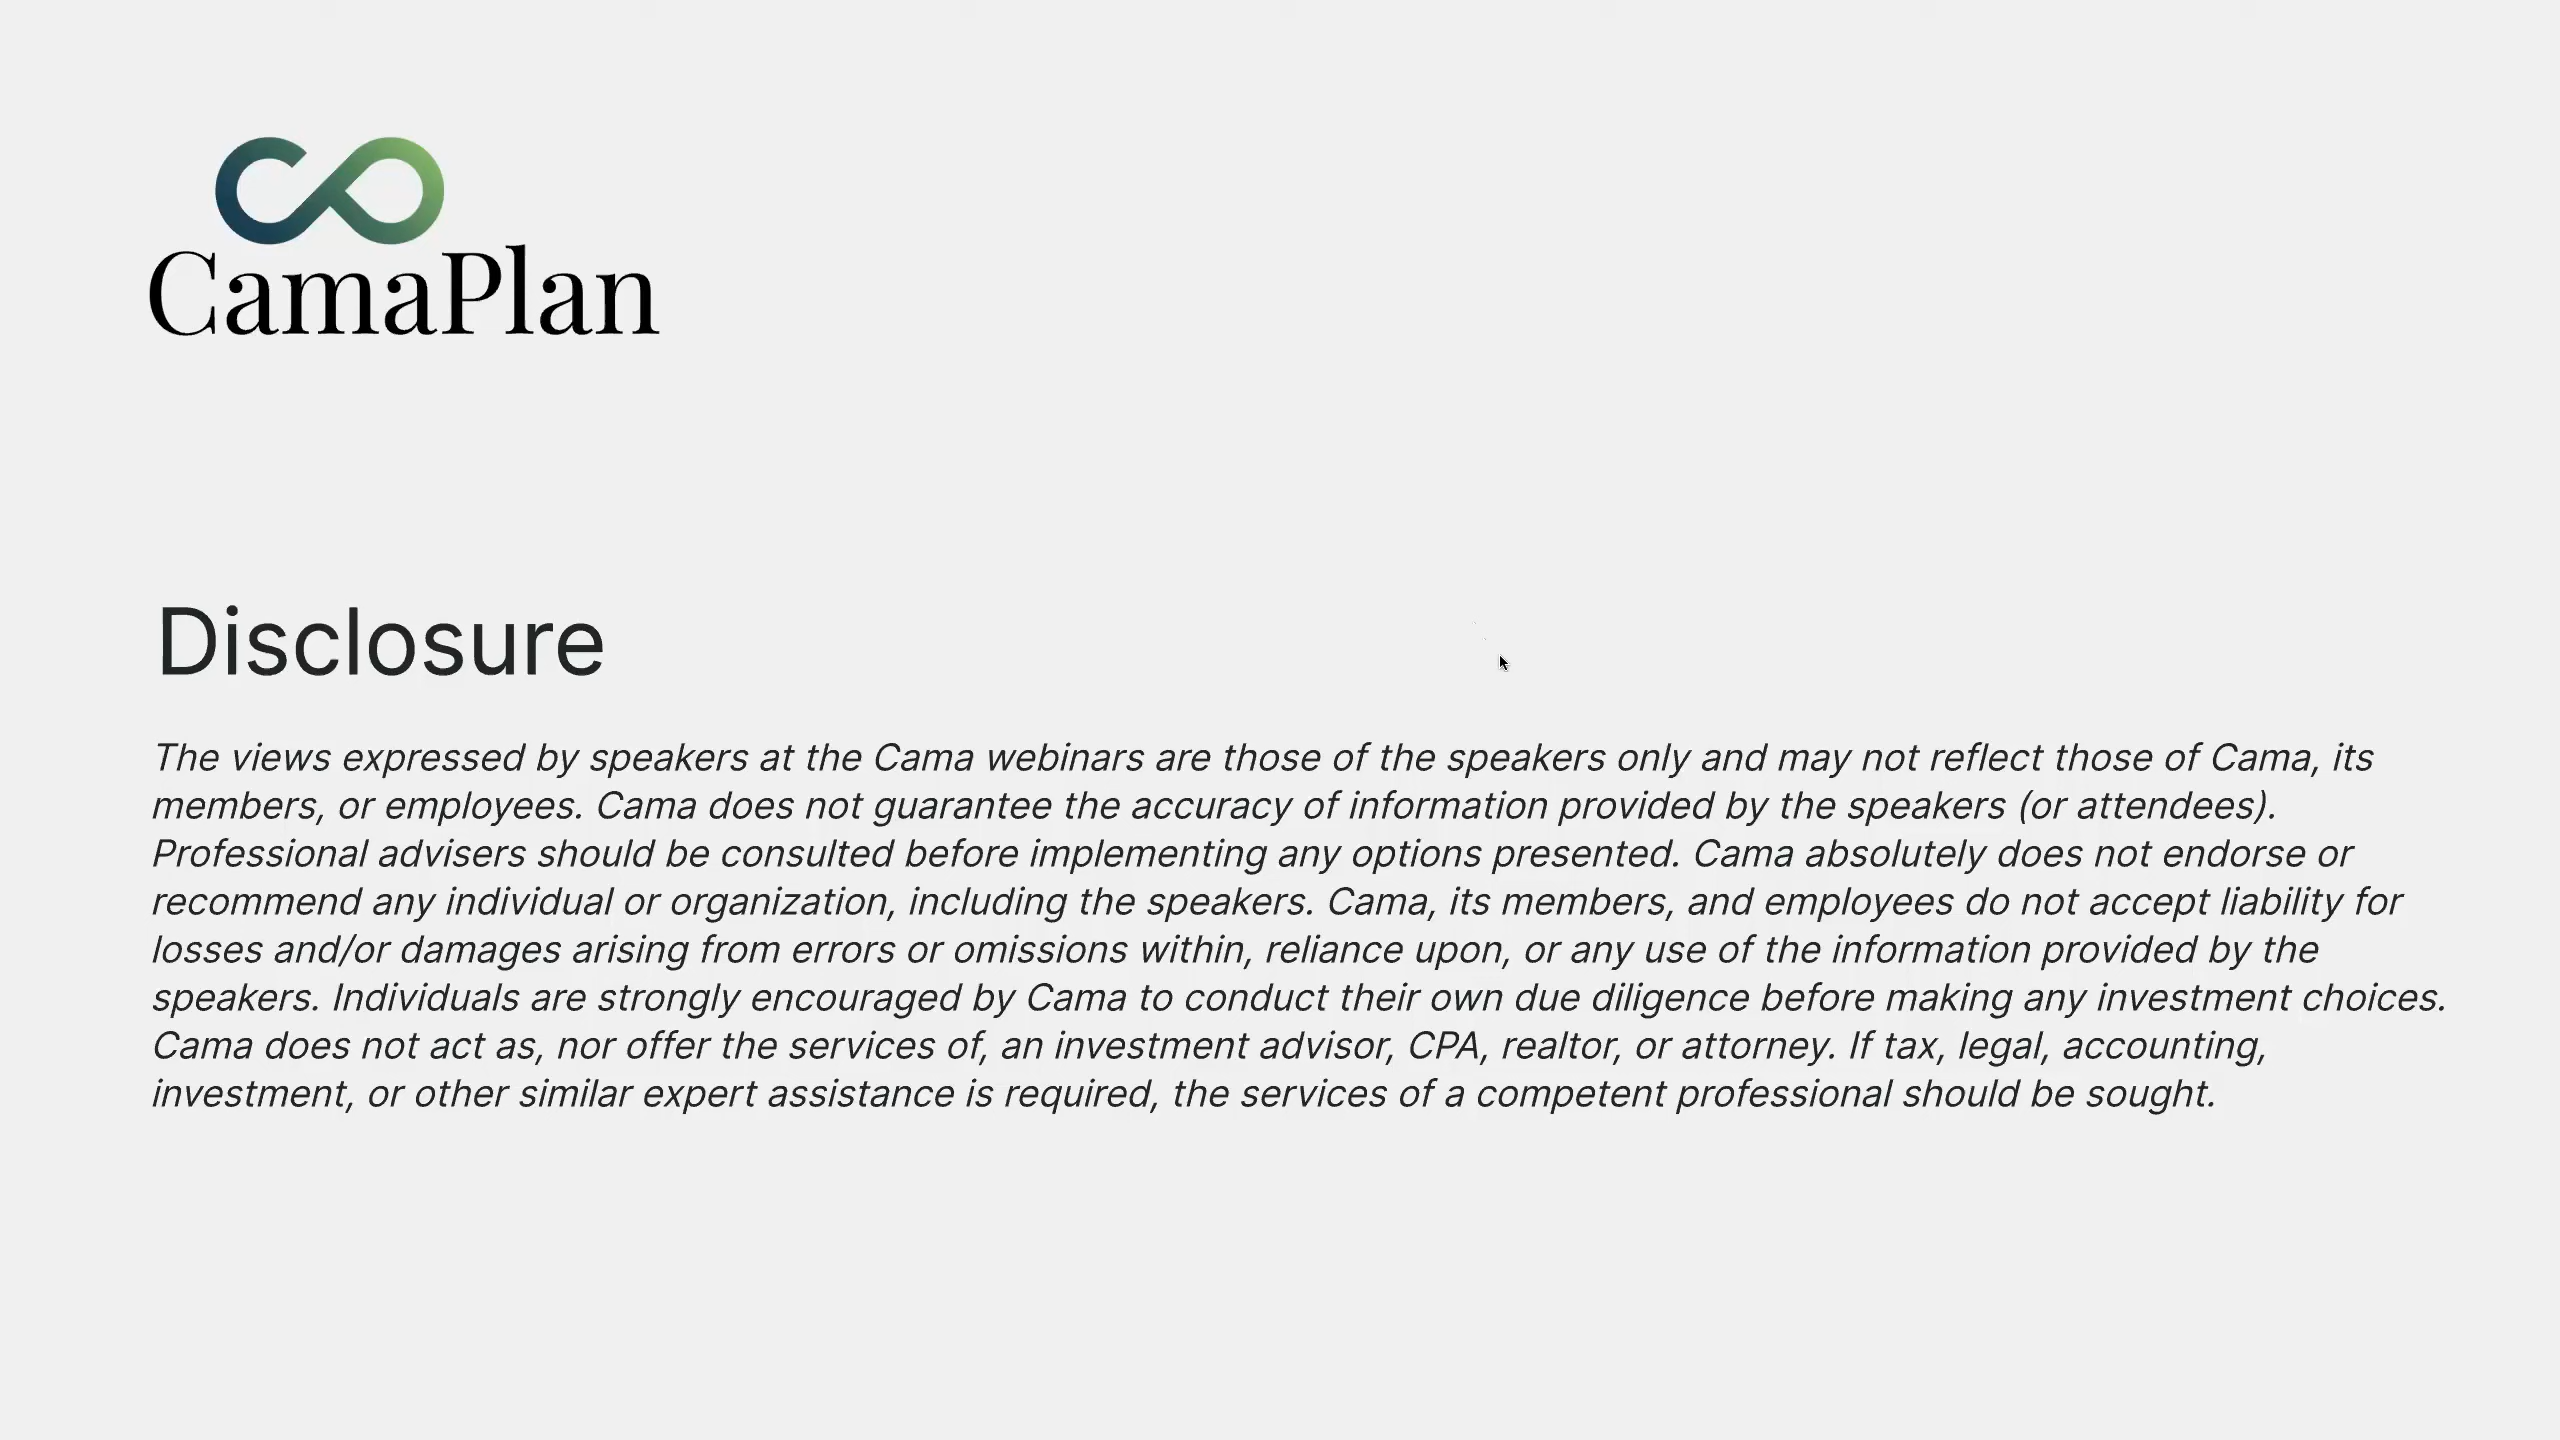 CamaPlan
Disclosure
The views expressed by speakers at the Cama webinars are those of the speakers only and may not reflect those of Cama, its
members, or employees. Cama does not guarantee the accuracy of information provided by the speakers (or attendees).
Professional advisers should be consulted before implementing any options presented. Cama absolutely does not endorse or
recommend any individual or organization, including the speakers. Cama, its members, and employees do not accept liability for
losses and/or damages arising from errors or omissions within, reliance upon, or any use of the information provided by the
speakers. Individuals are strongly encouraged by Cama to conduct their own due diligence before making any investment choices.
Cama does not act as, nor offer the services of, an investment advisor, CPA, realtor, or attorney. If tax, legal, accounting,
investment, or other similar expert assistance is required, the services of a competent professional should be sought.